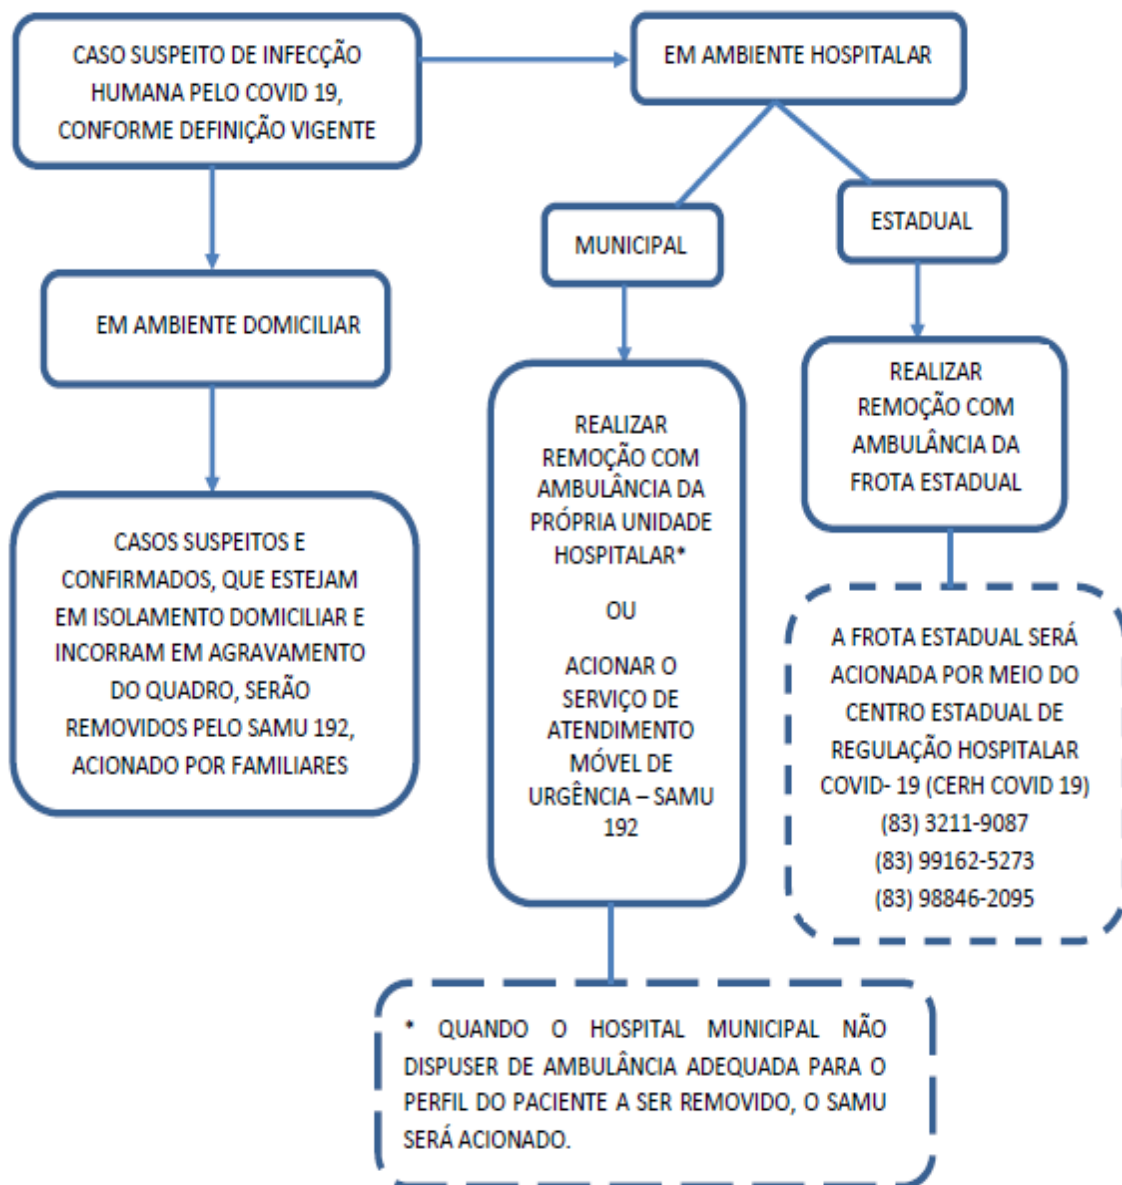 CASO SUSPEITO DE INFECÇÃO
HUMANA PELO COVID 19,
CONFORME DEFINIÇÃO VIGENTE
EM AMBIENTE HOSPITALAR
MUNICIPAL
ESTADUAL
EM AMBIENTE DOMICILIAR
CASOS SUSPEITOS E
CONFIRMADOS, QUE ESTEJAM
EM ISOLAMENTO DOMICILIAR E
INCORRAM EM AGRAVAMENTO
DO QUADRO, SERÃO
REMOVIDOS PELO SAMU 192,
ACIONADO POR FAMILIARES
REALIZAR
REMOÇÃO COM
AMBULÂNCIA DA
PRÓPRIA UNIDADE
HOSPITALAR*
OU
ACIONAR O
SERVIÇO DE
ATENDIMENTO
MÓVEL DE
URGÊNCIA – SAMU
192
REALIZAR
REMOÇÃO COM
AMBULÂNCIA DA
FROTA ESTADUAL
A FROTA ESTADUAL SERÁ
ACIONADA POR MEIO DO
CENTRO ESTADUAL DE
REGULAÇÃO HOSPITALAR
COVID- 19 (CERH COVID 19)
(83) 3211-9087
(83) 99162-5273
(83) 98846-2095
* QUANDO O HOSPITAL MUNICIPAL NÃO
DISPUSER DE AMBULÂNCIA ADEQUADA PARA O
PERFIL DO PACIENTE A SER REMOVIDO, O SAMU
SERÁ ACIONADO.